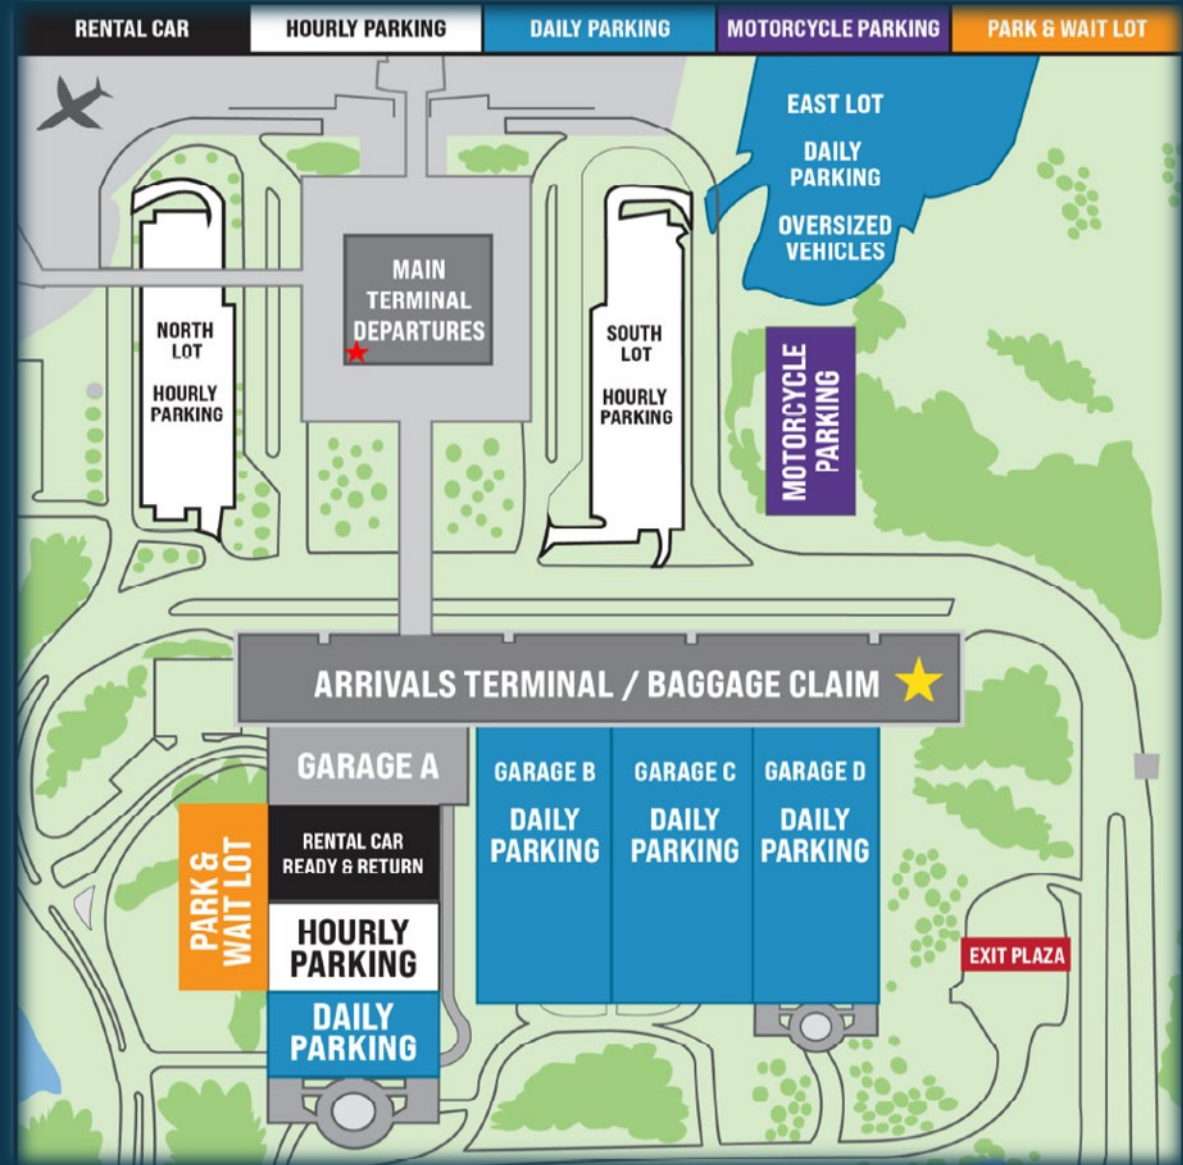 RENTAL CAR
HOURLY PARKING
DAILY PARKING
MOTORCYCLE PARKING
PARK & WAIT LOT
EAST LOT
DAILY
PARKING
OVERSIZED
VEHICLES
MAIN
TERMINAL
DEPARTURES
NORTH
LOT
HOURLY
PARKING
SOUTH
LOT
HOURLY
PARKING
MOTORCYCLE
PARKING
ARRIVALS TERMINAL / BAGGAGE CLAIM
GARAGE A
GARAGE B
DAILY
PARKING
GARAGE C
DAILY
PARKING
GARAGE D
DAILY
PARKING
RENTAL CAR
READY & RETURN
PARK &
WAIT LOT
HOURLY
PARKING
DAILY
PARKING
EXIT PLAZA